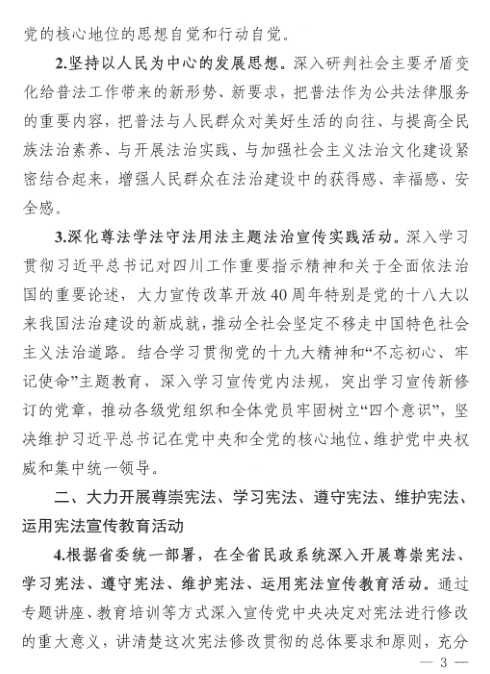 党的核心地位的思想自觉和行动自觉。
2.坚持以人民为中心的发展思想。深入研判社会主要矛盾变
化给普法工作带来的新形势、新要求，把普法作为公共法律服务
的重要内容，把普法与人民群众对美好生活的向往、与提高全民
族法治素养、与开展法治实践、与加强社会主义法治文化建设紧
密结合起来，增强人民群众在法治建设中的获得感、幸福感、安
全感。
3.深化尊法学法守法用法主题法治宣传实践活动。深入学习
贯彻习近平总书记对四川工作重要指示精神和关于全面依法治
国的重要论述，大力宣传改革开放 40 周年特别是党的十八大以
来我国法治建设的新成就，推动全社会坚定不移走中国特色社会
主义法治道路。结合学习贯彻党的十九大精神和“不忘初心、牢
记使命”主题教育，深入学习宣传党内法规，突出学习宣传新修
订的党章，推动各级党组织和全体党员牢固树立“四个意识”，坚
决维护习近平总书记在党中央和全党的核心地位、维护党中央权
威和集中统一领导。
二、大力开展尊崇宪法、学习宪法、遵守宪法、维护宪法、
运用宪法宣传教育活动
4.根据省委统一部署，在全省民政系统深入开展尊崇宪法、
学习宪法、遵守宪法、维护宪法、运用宪法宣传教育活动。通过
专题讲座、教育培训等方式深入宣传党中央决定对宪法进行修改
的重大意义，讲清楚这次宪法修改贯彻的总体要求和原则，充分
— 3 —